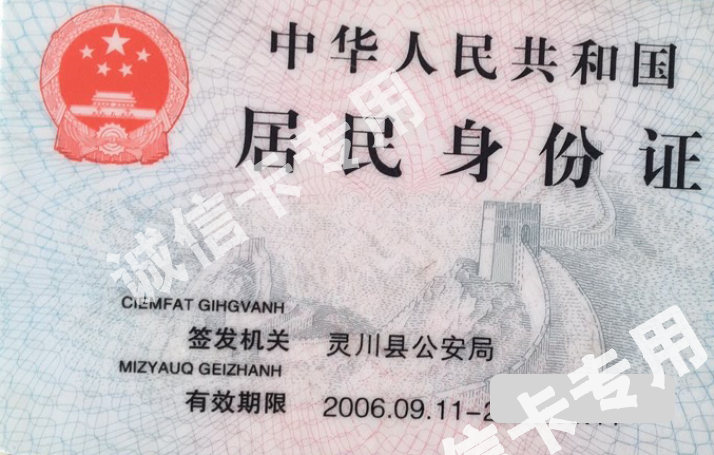 中华人民共和国
居民身份证
诚信卡专用
CIEMFAT GIHGVANH
签发机关 灵川县公安局
MIZYAUQ GEIZHANH
有效期限 2006.09.11-2
信卡专用